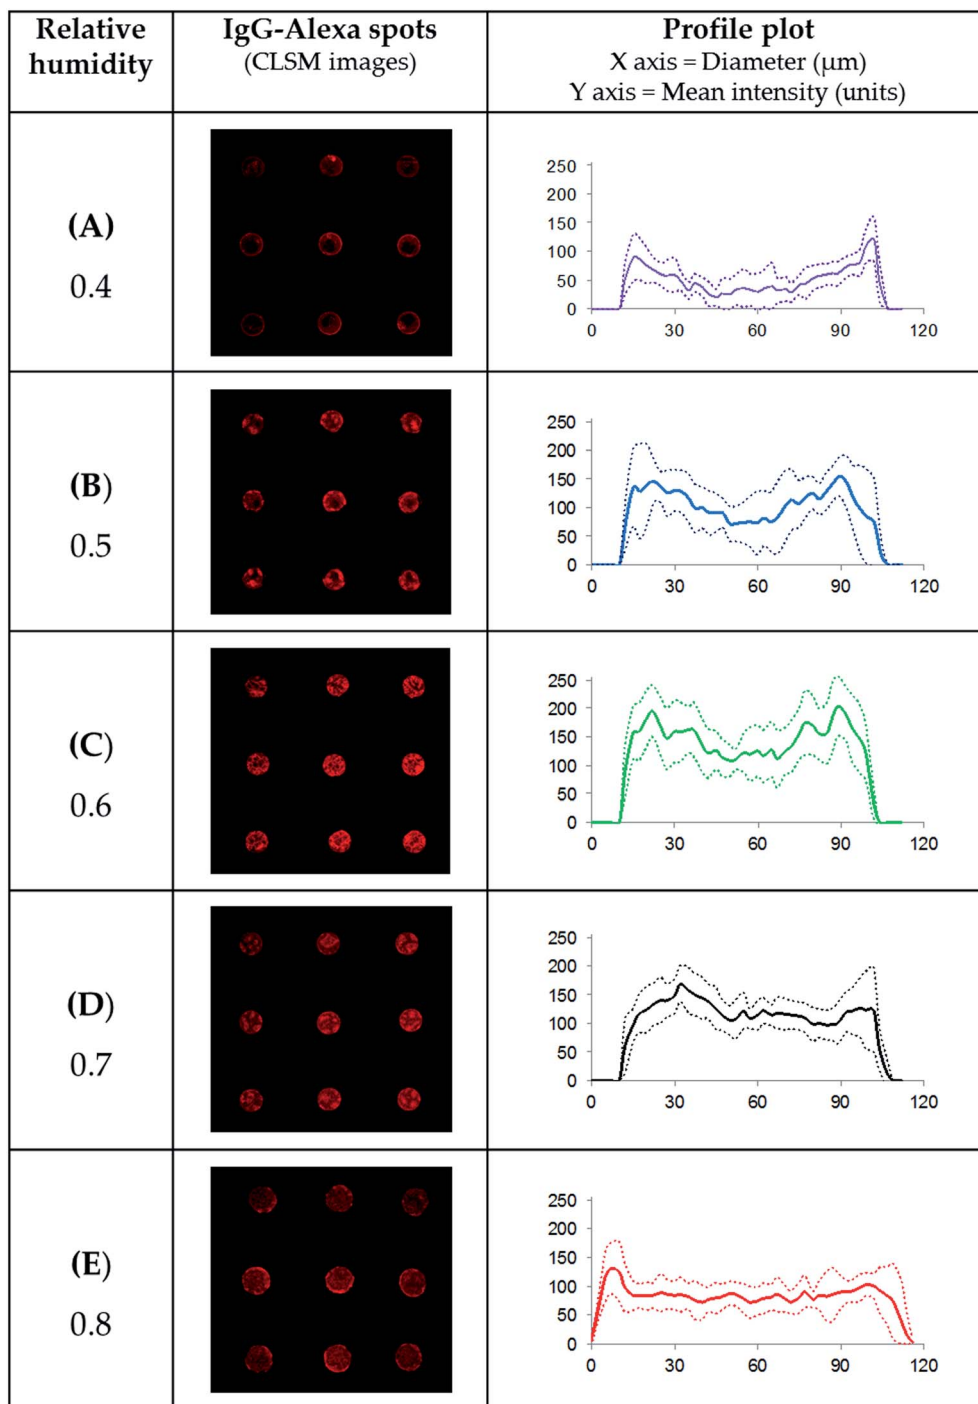 Relative humidity
IgG-Alexa spots
(CLSM images)
Profile plot
X axis = Diameter (µm)
Y axis = Mean intensity (units)
(A)
0.4
250
200
150
100
50
0
0 30 60 90 120
(B)
0.5
250
200
150
100
50
0
0 30 60 90 120
(C)
0.6
250
200
150
100
50
0
0 30 60 90 120
(D)
0.7
250
200
150
100
50
0
0 30 60 90 120
(E)
0.8
250
200
150
100
50
0
0 30 60 90 120